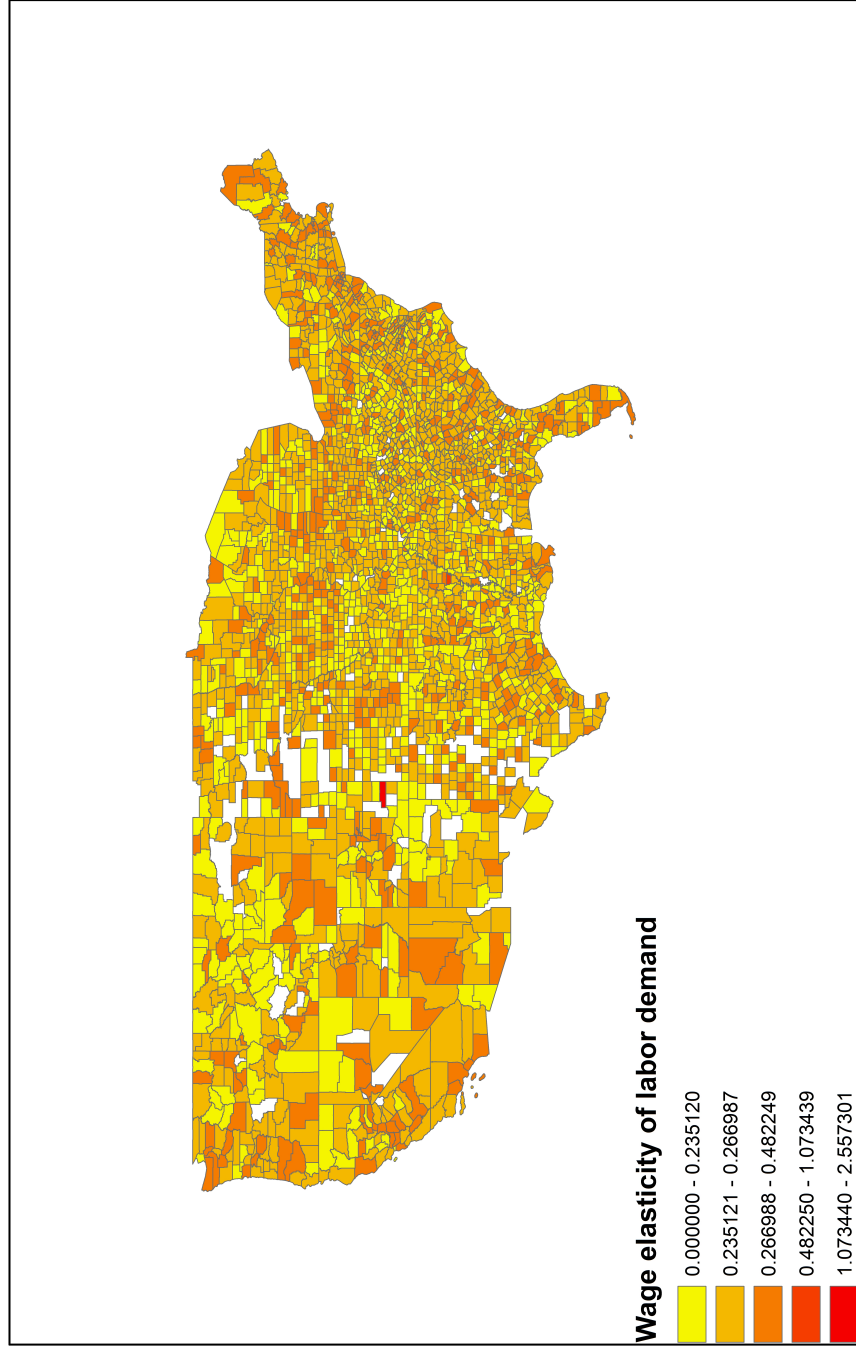 Wage elasticity of labor demand
0.000000 - 0.235120
0.235121 - 0.266987
0.266988 - 0.482249
0.482250 - 1.073439
1.073440 - 2.557301